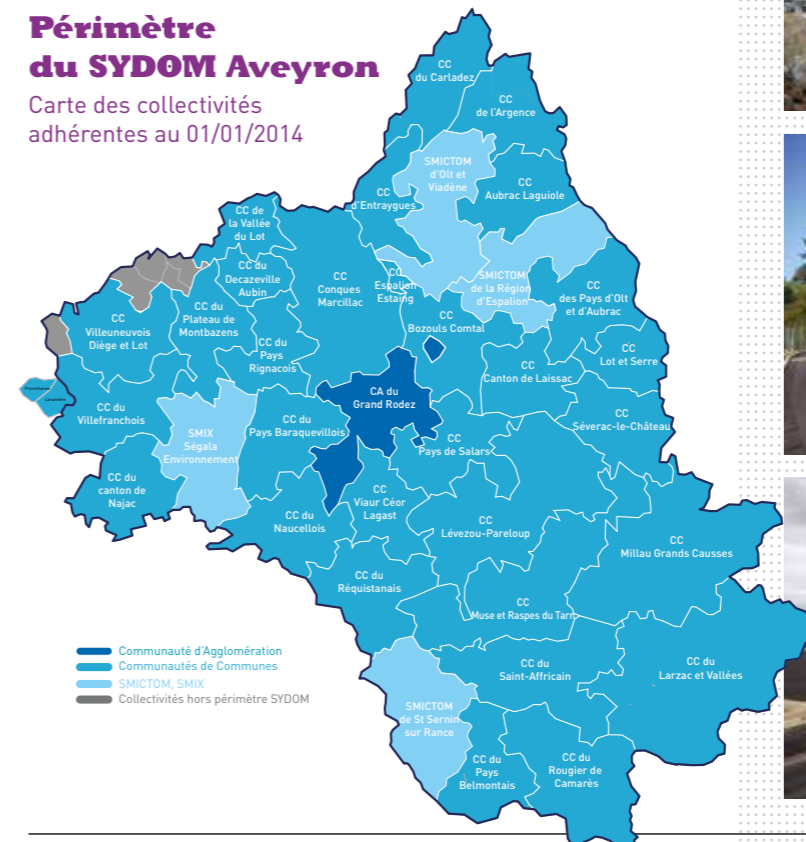 Périmètre
du SYDOM Aveyron
Carte des collectivités
adhérentes au 01/01/2014
CC
du Carladez
CC
de l'Argence
SMICTOM
d'Olt et
Viadène
CC
Aubrac Laguiole
CC
d'Entraygues
CC de
la Vallée
du Lot
CC du
Decazeville
Aubin
CC
Conques
Marcillac
CC
Espalion
Estaing
SMICTOM
de la Région
d'Espalion
CC
des Pays d'Olt
et d'Aubrac
CC
Villeuneuvois
Diège et Lot
CC du
Plateau de
Montbazens
CC du
Pays
Rignacois
CC
Bozouls Comtal
CC
Canton de Laissac
CC
Lot et Serre
CC du
Villefranchois
SMIX
Ségala
Environnement
CC du
Pays Baraquevillois
CA du
Grand Rodez
CC
Pays de Salars
CC
Séverac-le-Château
CC du
canton de
Najac
CC du
Naucellois
CC
Viaur Céor
Lagast
CC
Lévezou-Pareloup
CC
Millau Grands Causses
CC du
Réquistanais
CC
Muse et Raspes du Tarn
CC du
Saint-Affricain
CC du
Larzac et Vallées
SMICTOM
de St Sernin
sur Rance
CC du
Pays
Belmontais
CC du
Rougier de
Camarès
Communauté d'Agglomération
Communautés de Communes
SMICTOM, SMIX
Collectivités hors périmètre SYDOM